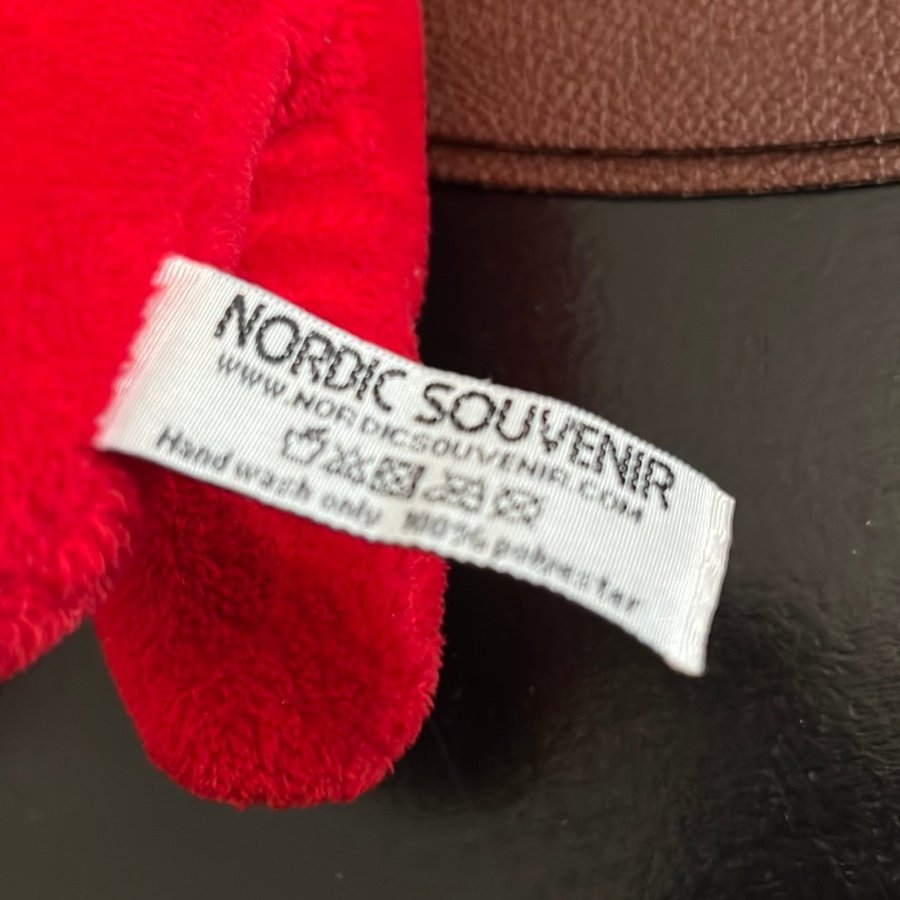 NORDIC SOUVENIR
WWW.NORDICSOUVENIR.COM
Hand wash only 100% polyester